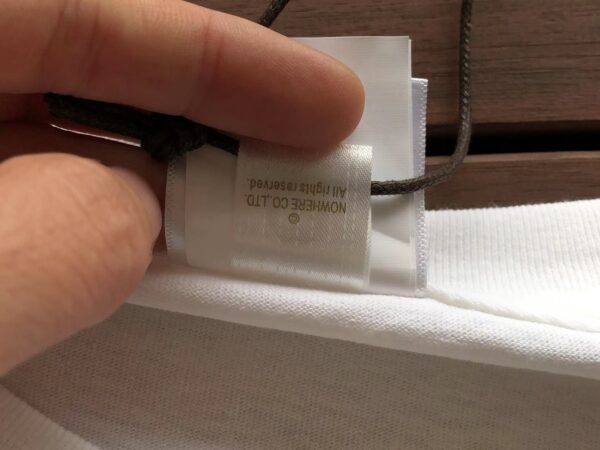 ©
NOWHERE CO.,LTD.
All rights reserved.